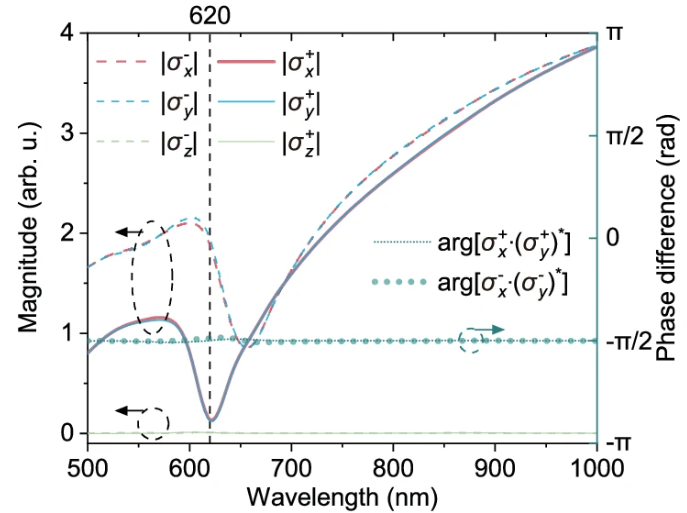 620
4
3
2
1
0
Magnitude (arb. u.)
|σx⁻| |σx⁺|
|σy⁻| |σy⁺|
|σz⁻| |σz⁺|
arg[σx⁺·(σy⁺)*]
arg[σx⁻·(σy⁻)*]
π
π/2
0
-π/2
-π
Phase difference (rad)
500 600 700 800 900 1000
Wavelength (nm)